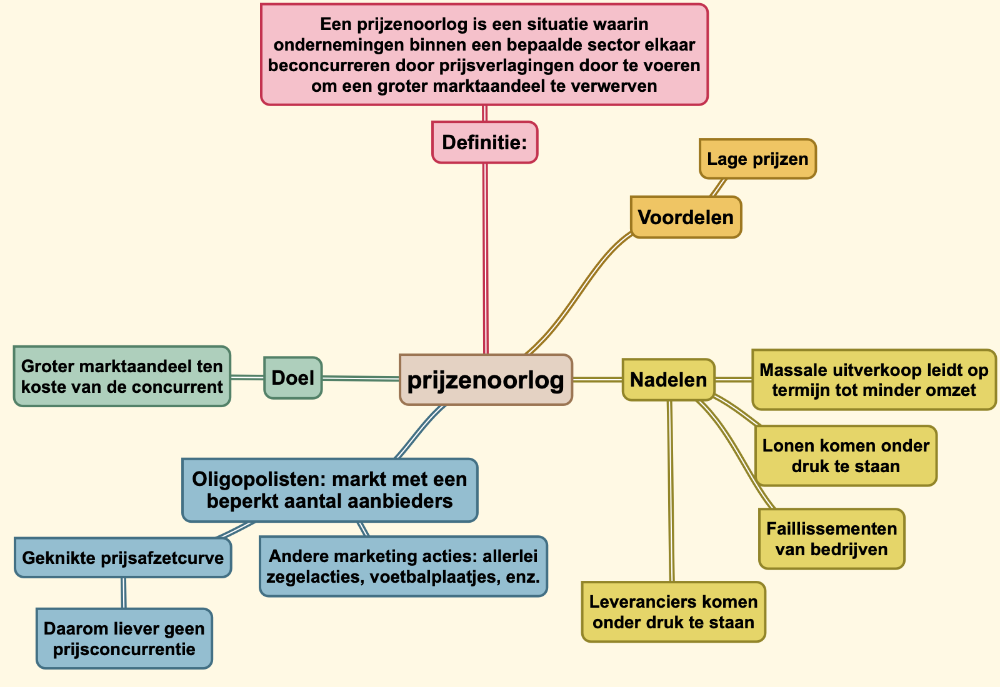 Een prijzenoorlog is een situatie waarin
ondernemingen binnen een bepaalde sector elkaar
beconcurreren door prijsverlagingen door te voeren
om een groter marktaandeel te verwerven
Definitie:
Lage prijzen
Voordelen
Groter marktaandeel ten
koste van de concurrent
Doel
prijzenoorlog
Nadelen
Massale uitverkoop leidt op
termijn tot minder omzet
Lonen komen onder
druk te staan
Faillissementen
van bedrijven
Leveranciers komen
onder druk te staan
Oligopolisten: markt met een
beperkt aantal aanbieders
Geknikte prijsafzetcurve
Andere marketing acties: allerlei
zegelacties, voetbalplaatjes, enz.
Daarom liever geen
prijsconcurrentie